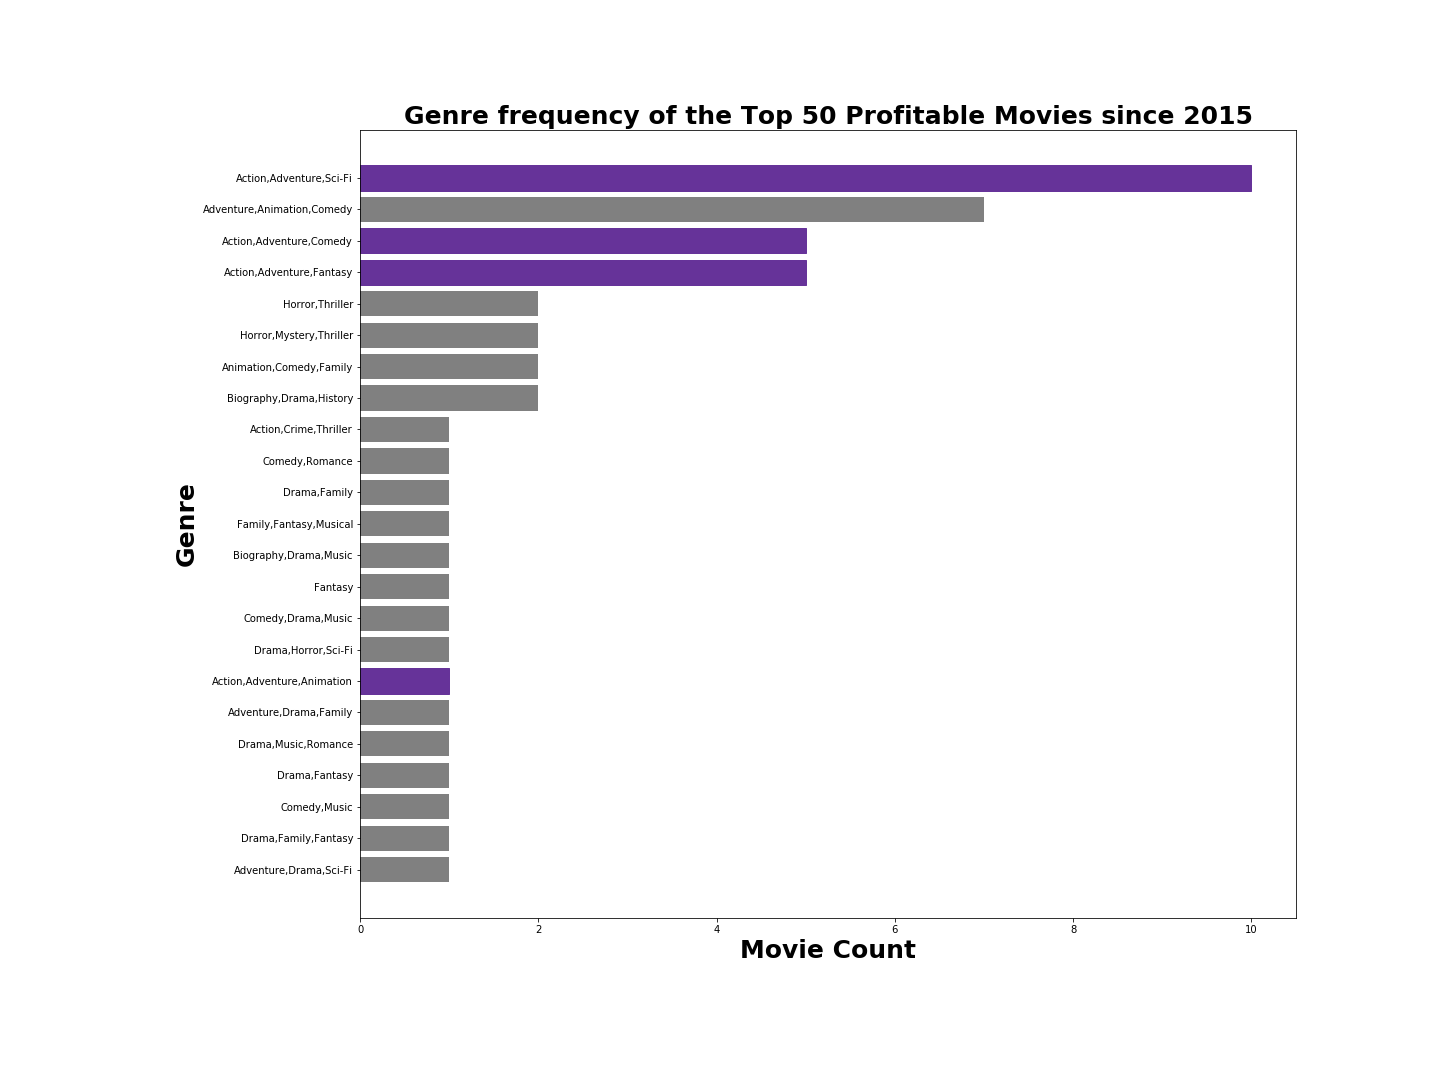 Genre frequency of the Top 50 Profitable Movies since 2015
Genre
Action,Adventure,Sci-Fi
Adventure,Animation,Comedy
Action,Adventure,Comedy
Action,Adventure,Fantasy
Horror,Thriller
Horror,Mystery,Thriller
Animation,Comedy,Family
Biography,Drama,History
Action,Crime,Thriller
Comedy,Romance
Drama,Family
Family,Fantasy,Musical
Biography,Drama,Music
Fantasy
Comedy,Drama,Music
Drama,Horror,Sci-Fi
Action,Adventure,Animation
Adventure,Drama,Family
Drama,Music,Romance
Drama,Fantasy
Comedy,Music
Drama,Family,Fantasy
Adventure,Drama,Sci-Fi
0 2 4 6 8 10
Movie Count